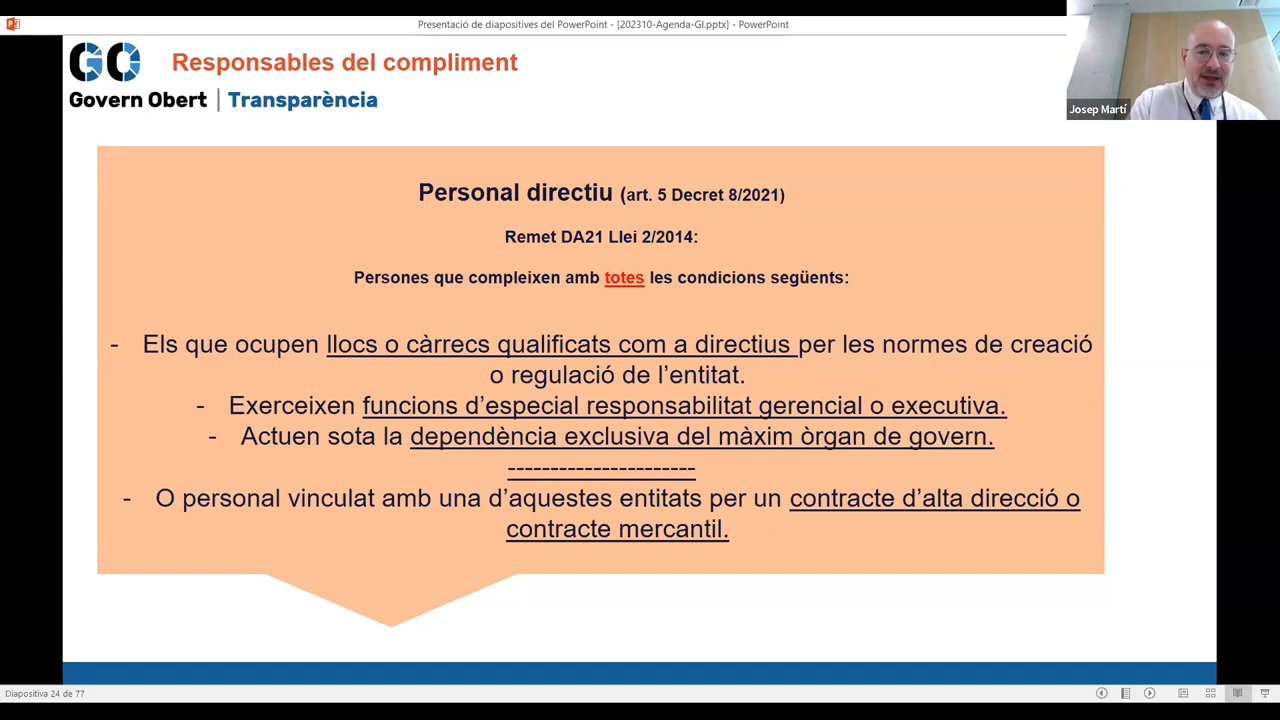 Presentació de diapositives del PowerPoint - [202310-Agenda-GI.pptx] - PowerPoint
GO
Responsables del compliment
Govern Obert | Transparència
Josep Martí
Personal directiu (art. 5 Decret 8/2021)
Remet DA21 Llei 2/2014:
Persones que compleixen amb totes les condicions següents:
- Els que ocupen llocs o càrrecs qualificats com a directius per les normes de creació
o regulació de l’entitat.
- Exerceixen funcions d’especial responsabilitat gerencial o executiva.
- Actuen sota la dependència exclusiva del màxim òrgan de govern.
----------------------
- O personal vinculat amb una d’aquestes entitats per un contracte d’alta direcció o
contracte mercantil.
Diapositiva 24 de 77